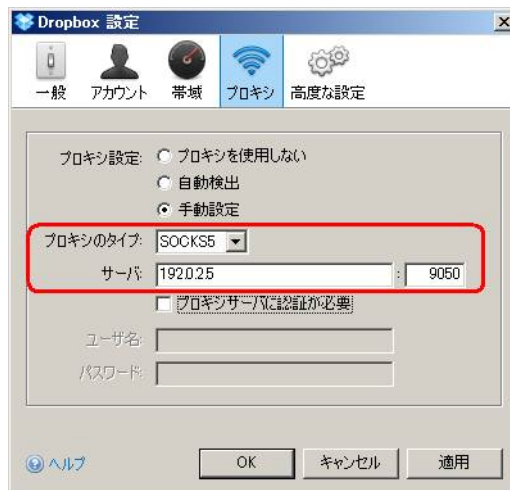 Dropbox 設定
一般 アカウント 帯域 プロキシ 高度な設定
プロキシ設定: プロキシを使用しない
自動検出
手動設定
プロキシのタイプ: SOCKS5
サーバ: 192.0.2.5 : 9050
プロキシサーバに認証が必要
ユーザ名:
パスワード:
ヘルプ OK キャンセル 適用